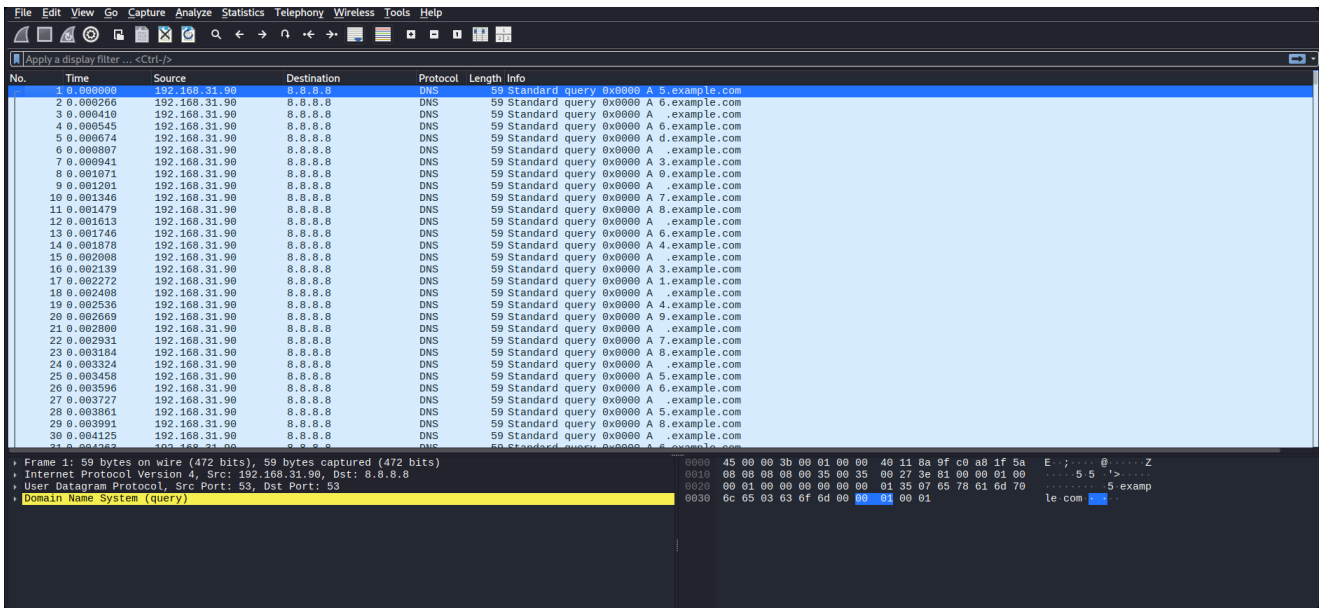 File Edit View Go Capture Analyze Statistics Telephony Wireless Tools Help
Apply a display filter ... <Ctrl-/>
No. Time Source Destination Protocol Length Info
1 0.000000 192.168.31.90 8.8.8.8 DNS 59 Standard query 0x0000 A 5.example.com
2 0.000266 192.168.31.90 8.8.8.8 DNS 59 Standard query 0x0000 A 6.example.com
3 0.000410 192.168.31.90 8.8.8.8 DNS 59 Standard query 0x0000 A .example.com
4 0.000545 192.168.31.90 8.8.8.8 DNS 59 Standard query 0x0000 A 6.example.com
5 0.000674 192.168.31.90 8.8.8.8 DNS 59 Standard query 0x0000 A d.example.com
6 0.000807 192.168.31.90 8.8.8.8 DNS 59 Standard query 0x0000 A .example.com
7 0.000941 192.168.31.90 8.8.8.8 DNS 59 Standard query 0x0000 A 3.example.com
8 0.001071 192.168.31.90 8.8.8.8 DNS 59 Standard query 0x0000 A 0.example.com
9 0.001201 192.168.31.90 8.8.8.8 DNS 59 Standard query 0x0000 A .example.com
10 0.001346 192.168.31.90 8.8.8.8 DNS 59 Standard query 0x0000 A 7.example.com
11 0.001479 192.168.31.90 8.8.8.8 DNS 59 Standard query 0x0000 A 8.example.com
12 0.001613 192.168.31.90 8.8.8.8 DNS 59 Standard query 0x0000 A .example.com
13 0.001746 192.168.31.90 8.8.8.8 DNS 59 Standard query 0x0000 A 6.example.com
14 0.001878 192.168.31.90 8.8.8.8 DNS 59 Standard query 0x0000 A 4.example.com
15 0.002008 192.168.31.90 8.8.8.8 DNS 59 Standard query 0x0000 A .example.com
16 0.002139 192.168.31.90 8.8.8.8 DNS 59 Standard query 0x0000 A 3.example.com
17 0.002272 192.168.31.90 8.8.8.8 DNS 59 Standard query 0x0000 A 1.example.com
18 0.002408 192.168.31.90 8.8.8.8 DNS 59 Standard query 0x0000 A .example.com
19 0.002536 192.168.31.90 8.8.8.8 DNS 59 Standard query 0x0000 A 4.example.com
20 0.002669 192.168.31.90 8.8.8.8 DNS 59 Standard query 0x0000 A 9.example.com
21 0.002800 192.168.31.90 8.8.8.8 DNS 59 Standard query 0x0000 A .example.com
22 0.002931 192.168.31.90 8.8.8.8 DNS 59 Standard query 0x0000 A 7.example.com
23 0.003184 192.168.31.90 8.8.8.8 DNS 59 Standard query 0x0000 A 8.example.com
24 0.003324 192.168.31.90 8.8.8.8 DNS 59 Standard query 0x0000 A .example.com
25 0.003458 192.168.31.90 8.8.8.8 DNS 59 Standard query 0x0000 A 5.example.com
26 0.003596 192.168.31.90 8.8.8.8 DNS 59 Standard query 0x0000 A 6.example.com
27 0.003727 192.168.31.90 8.8.8.8 DNS 59 Standard query 0x0000 A .example.com
28 0.003861 192.168.31.90 8.8.8.8 DNS 59 Standard query 0x0000 A 5.example.com
29 0.003991 192.168.31.90 8.8.8.8 DNS 59 Standard query 0x0000 A 8.example.com
30 0.004125 192.168.31.90 8.8.8.8 DNS 59 Standard query 0x0000 A .example.com
Frame 1: 59 bytes on wire (472 bits), 59 bytes captured (472 bits)
Internet Protocol Version 4, Src: 192.168.31.90, Dst: 8.8.8.8
User Datagram Protocol, Src Port: 53, Dst Port: 53
Domain Name System (query)
0000 45 00 00 3b 00 01 00 00 40 11 8a 9f c0 a8 1f 5a E··;····@······Z
0010 08 08 08 08 00 35 00 35 00 27 3e 81 00 00 01 00 ·····5·5·'>·····
0020 00 01 00 00 00 00 00 00 01 35 07 65 78 61 6d 70 ·········5·examp
0030 6c 65 03 63 6f 6d 00 00 01 00 01 le·com·····